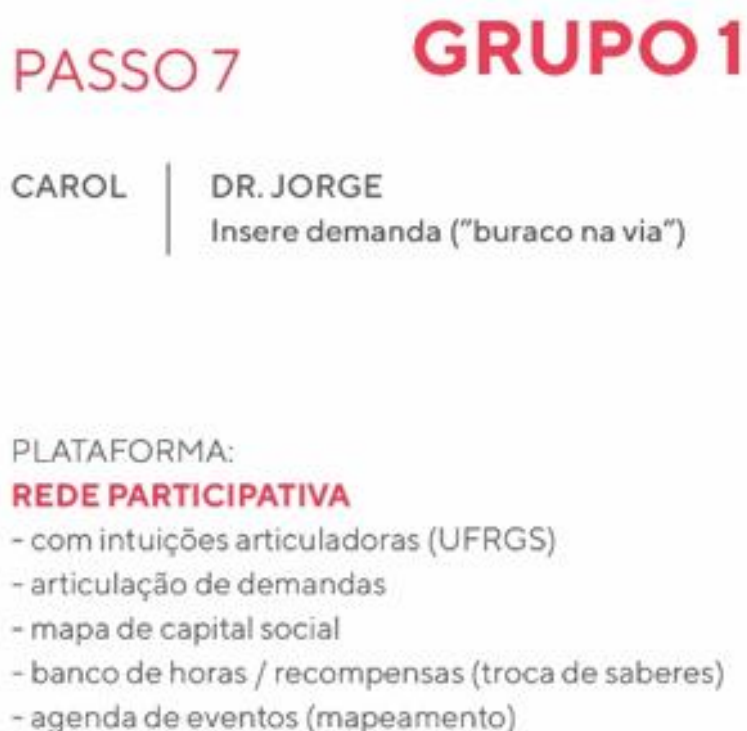 PASSO 7
GRUPO 1
CAROL
DR. JORGE
Insere demanda ("buraco na via")
PLATAFORMA:
REDE PARTICIPATIVA
- com intuições articuladoras (UFRGS)
- articulação de demandas
- mapa de capital social
- banco de horas / recompensas (troca de saberes)
- agenda de eventos (mapeamento)